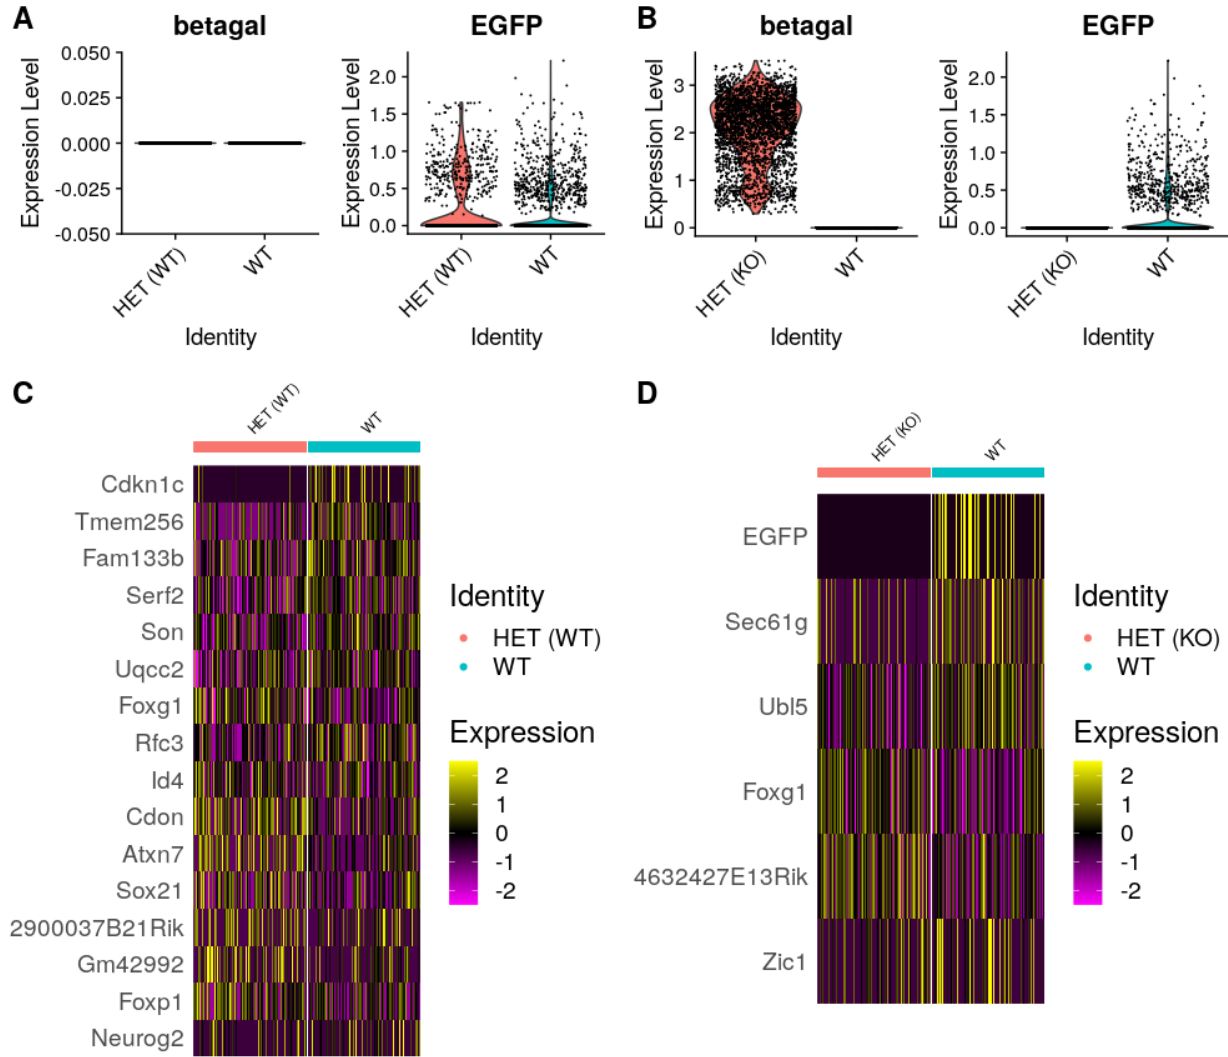 A
betagal
Expression Level
0.050
0.025
0.000
-0.025
-0.050
HET (WT)
WT
Identity
EGFP
Expression Level
2.0
1.5
1.0
0.5
0.0
HET (WT)
WT
Identity
B
betagal
Expression Level
3
2
1
0
HET (KO)
WT
Identity
EGFP
Expression Level
2.0
1.5
1.0
0.5
0.0
HET (KO)
WT
Identity
C
HET (WT)
WT
Cdkn1c
Tmem256
Fam133b
Serf2
Son
Uqcc2
Foxg1
Rfc3
Id4
Cdon
Atxn7
Sox21
2900037B21Rik
Gm42992
Foxp1
Neurog2
Identity
HET (WT)
WT
Expression
2
1
0
-1
-2
D
HET (KO)
WT
EGFP
Sec61g
Ubl5
Foxg1
4632427E13Rik
Zic1
Identity
HET (KO)
WT
Expression
2
1
0
-1
-2